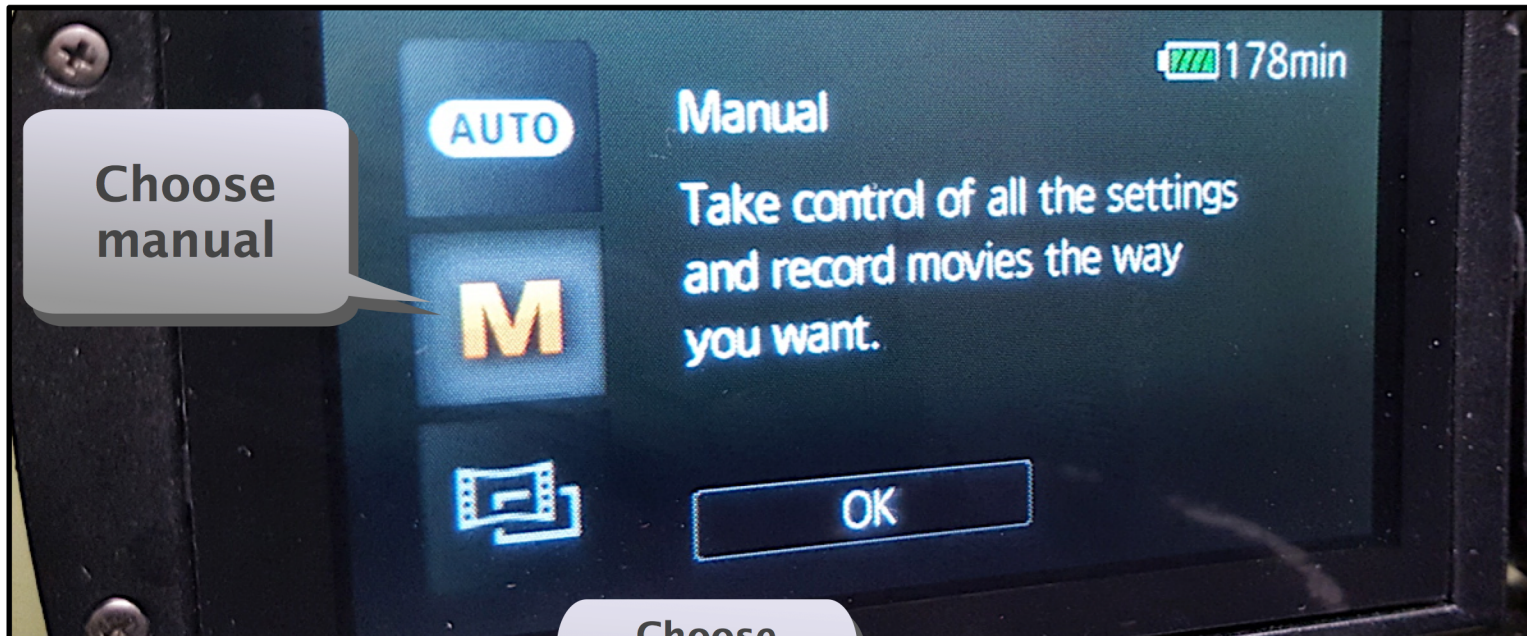 178min
AUTO
Manual
Choose
manual
Take control of all the settings
and record movies the way
M
you want.
OK
Choose